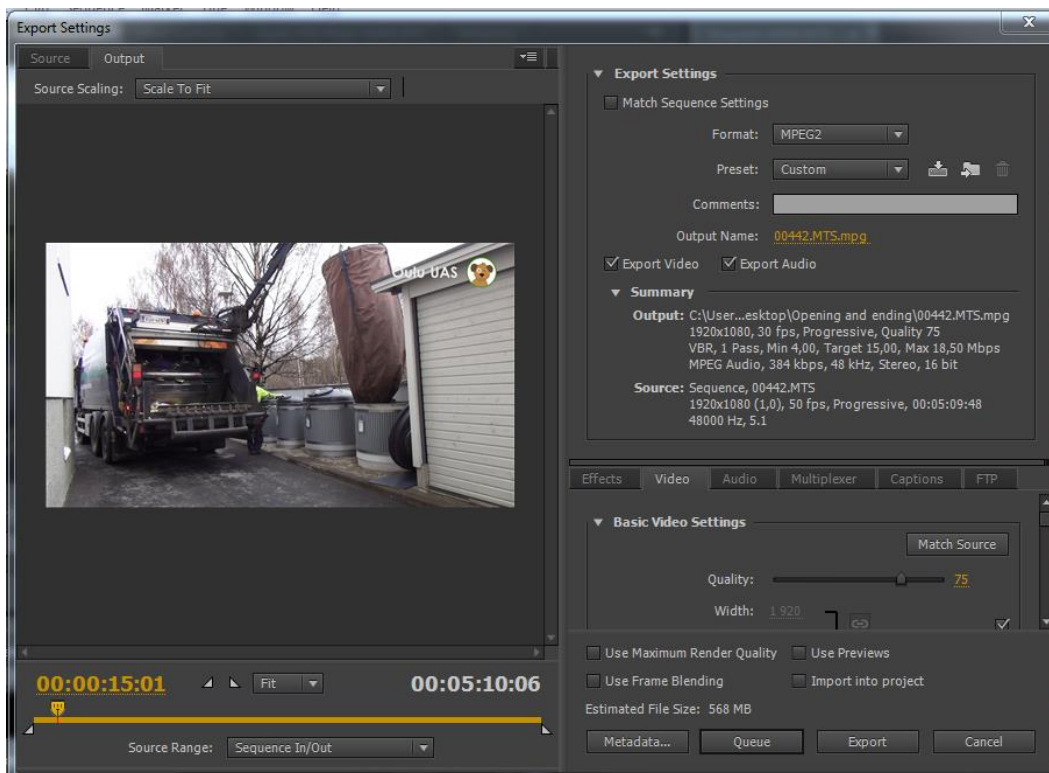 Export Settings
Source
Output
Source Scaling: Scale To Fit
Oulu UAS
00:00:15:01
Fit
00:05:10:06
Source Range: Sequence In/Out
Export Settings
Match Sequence Settings
Format: MPEG2
Preset: Custom
Comments:
Output Name: 00442.MTS.mpg
Export Video
Export Audio
Summary
Output: C:\User...esktop\Opening and ending\00442.MTS.mpg
1920x1080, 30 fps, Progressive, Quality 75
VBR, 1 Pass, Min 4,00, Target 15,00, Max 18,50 Mbps
MPEG Audio, 384 kbps, 48 kHz, Stereo, 16 bit
Source: Sequence, 00442.MTS
1920x1080 (1,0), 50 fps, Progressive, 00:05:09:48
48000 Hz, 5.1
Effects
Video
Audio
Multiplexer
Captions
FTP
Basic Video Settings
Match Source
Quality: 75
Width: 1 920
Use Maximum Render Quality
Use Previews
Use Frame Blending
Import into project
Estimated File Size: 568 MB
Metadata...
Queue
Export
Cancel